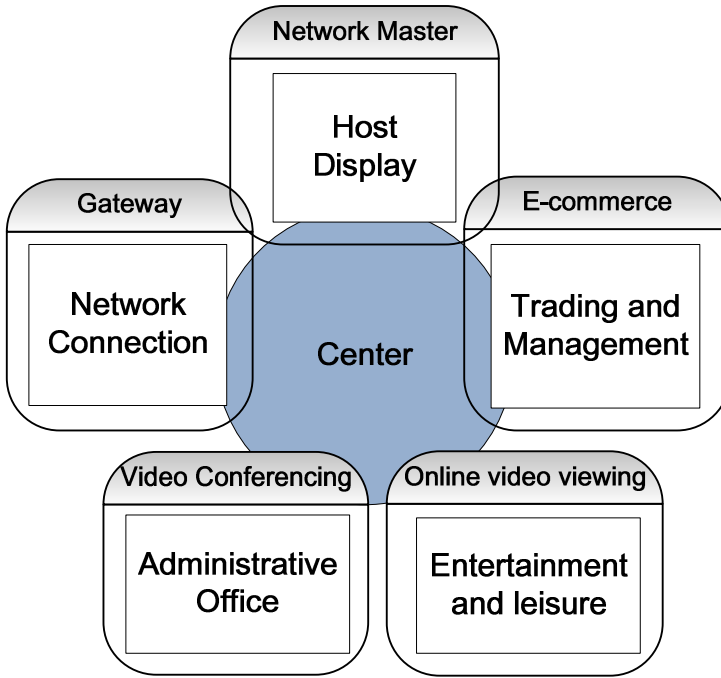 Network Master
Host
Display
Gateway
Network
Connection
E-commerce
Trading and
Management
Center
Video Conferencing
Administrative
Office
Online video viewing
Entertainment
and leisure